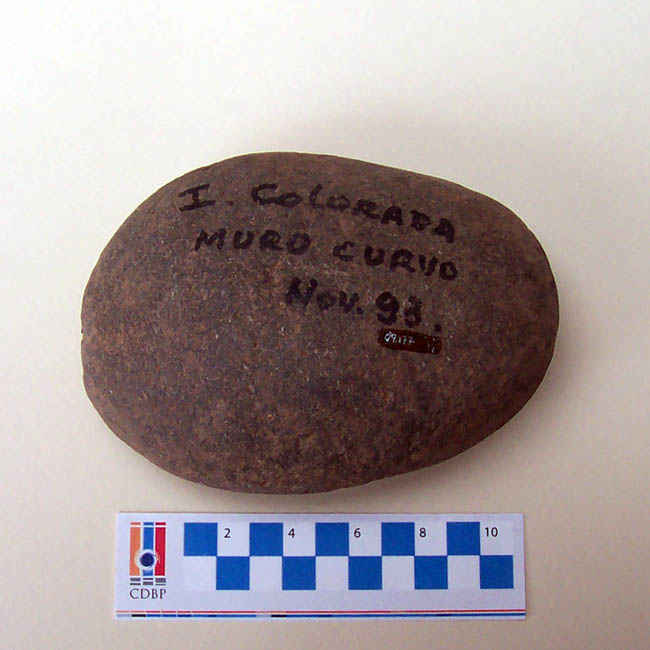 I. COLORADA
MURO CURVO
Nov. 93.
09.177
2 4 6 8 10
CDBP